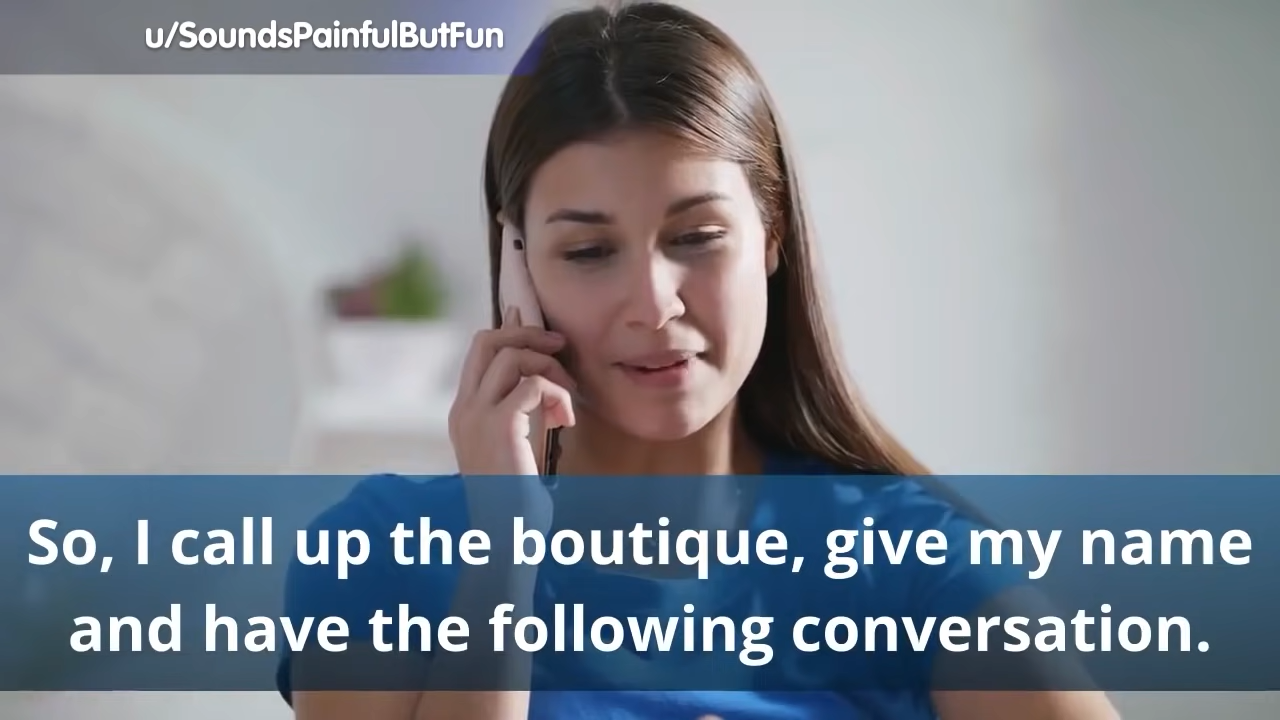 u/SoundsPainfulButFun
So, I call up the boutique, give my name
and have the following conversation.